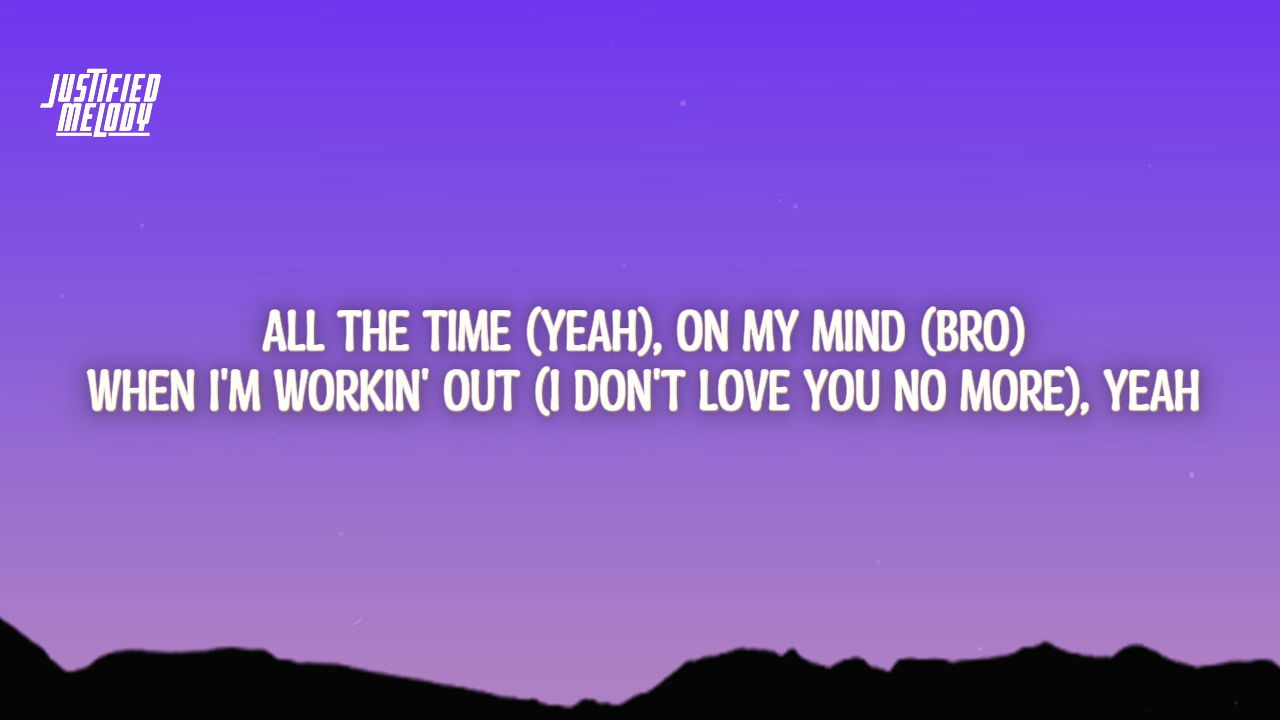 JUSTIFIED
MELODY
ALL THE TIME (YEAH), ON MY MIND (BRO)
WHEN I'M WORKIN' OUT (I DON'T LOVE YOU NO MORE), YEAH